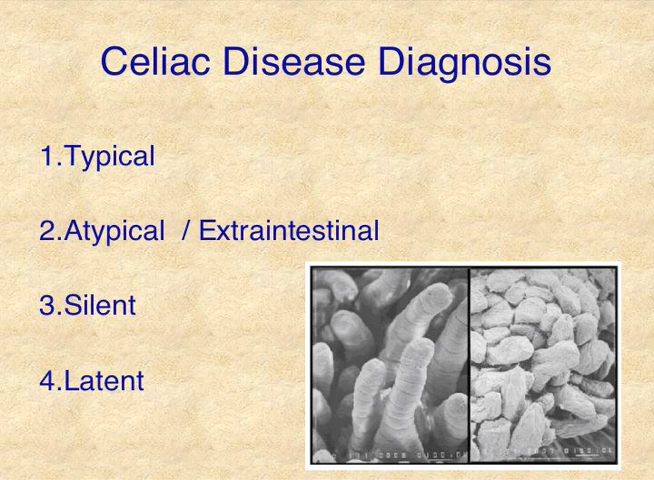 Celiac Disease Diagnosis
1.Typical
2.Atypical / Extraintestinal
3.Silent
4.Latent